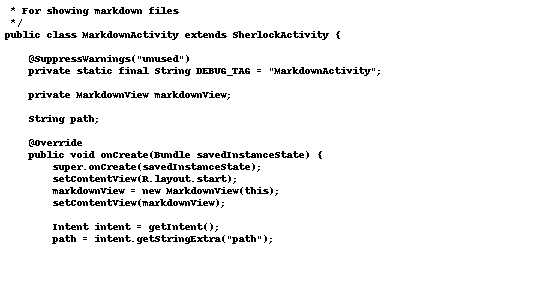 * For showing markdown files
 */
public class MarkdownActivity extends SherlockActivity {

    @SuppressWarnings("unused")
    private static final String DEBUG_TAG = "MarkdownActivity";

    private MarkdownView markdownView;

    String path;

    @Override
    public void onCreate(Bundle savedInstanceState) {
        super.onCreate(savedInstanceState);
        setContentView(R.layout.start);
        markdownView = new MarkdownView(this);
        setContentView(markdownView);

        Intent intent = getIntent();
        path = intent.getStringExtra("path");